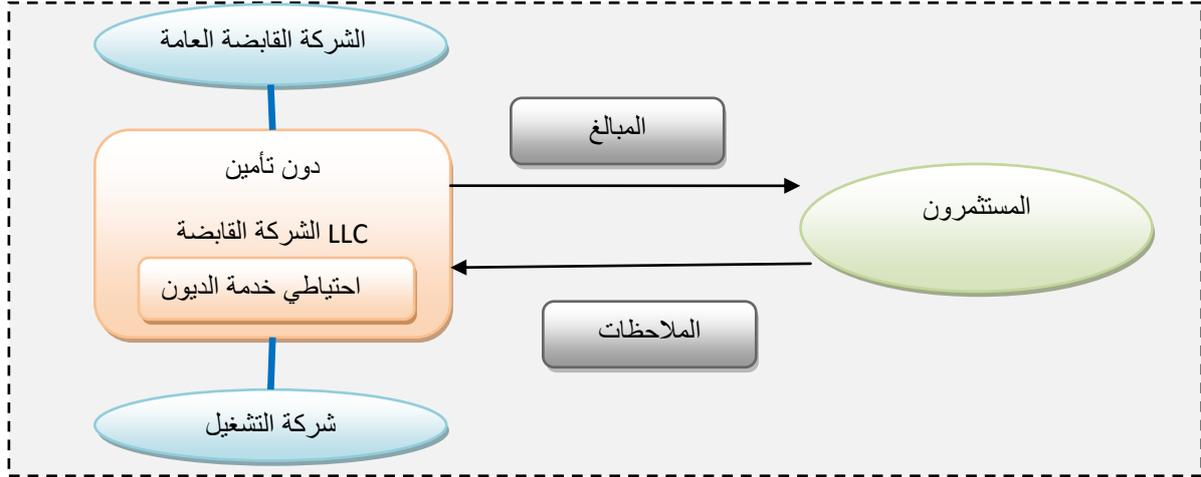 الشركة القابضة العامة
المبالغ
دون تأمين
LLC الشركة القابضة
المستثمرون
احتياطي خدمة الديون
الملاحظات
شركة التشغيل